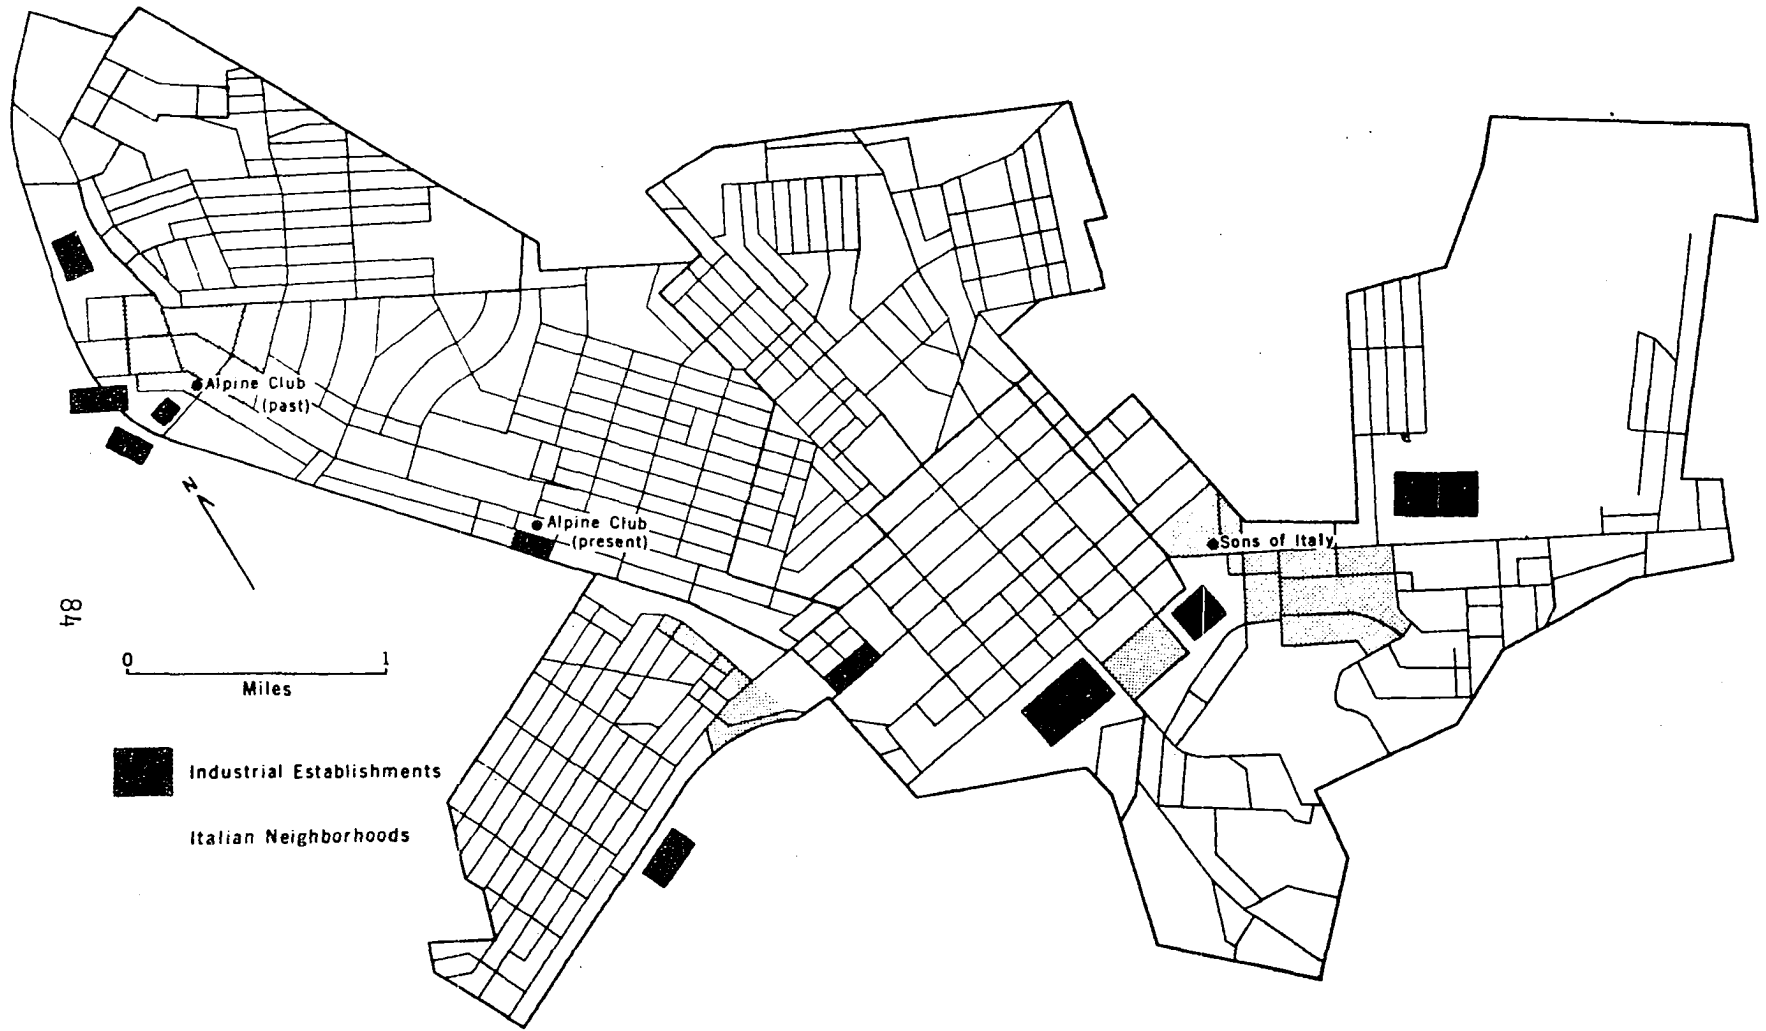 Alpine Club
(past)
N
Alpine Club
(present)
Sons of Italy
84
0 1
Miles
Industrial Establishments
Italian Neighborhoods